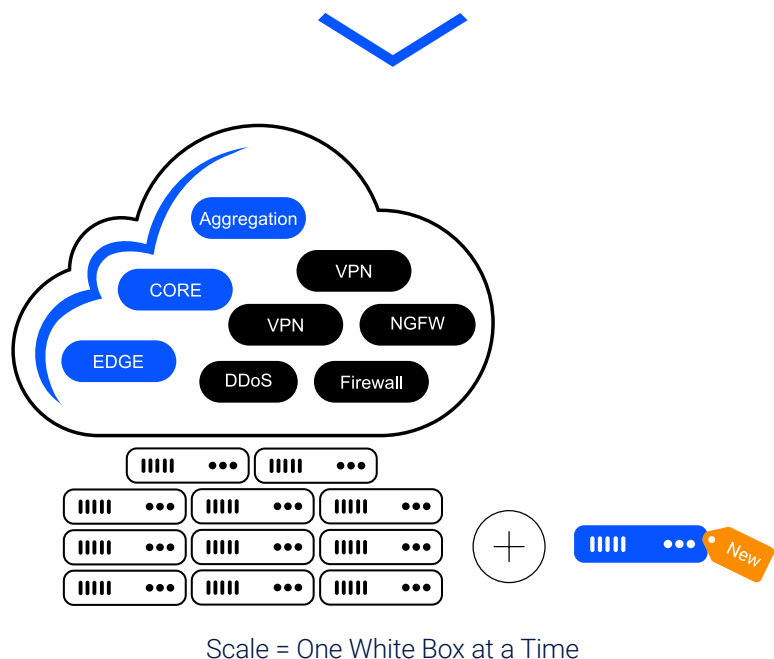 Aggregation
VPN
CORE
VPN
NGFW
EDGE
DDoS
Firewall
New
Scale = One White Box at a Time